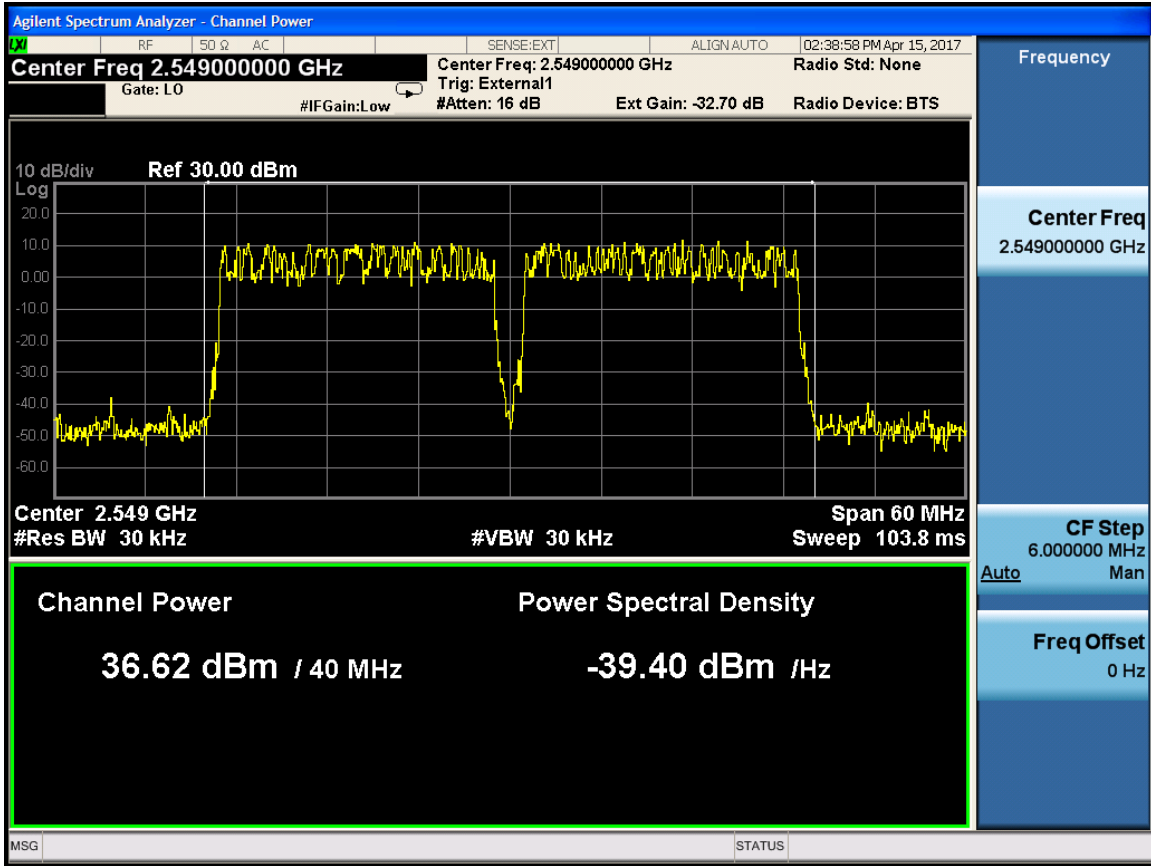 Agilent Spectrum Analyzer - Channel Power
LXI RF 50 Ω AC SENSE:EXT ALIGN AUTO 02:38:58 PM Apr 15, 2017
Center Freq 2.549000000 GHz
Gate: LO
#IFGain:Low
Center Freq: 2.549000000 GHz
Trig: External1
#Atten: 16 dB
Ext Gain: -32.70 dB
Radio Std: None
Radio Device: BTS
10 dB/div
Log
Ref 30.00 dBm
20.0
10.0
0.00
-10.0
-20.0
-30.0
-40.0
-50.0
-60.0
Center 2.549 GHz
Span 60 MHz
#Res BW 30 kHz
#VBW 30 kHz
Sweep 103.8 ms
Channel Power
36.62 dBm / 40 MHz
Power Spectral Density
-39.40 dBm /Hz
Frequency
Center Freq
2.549000000 GHz
CF Step
6.000000 MHz
Auto Man
Freq Offset
0 Hz
MSG
STATUS